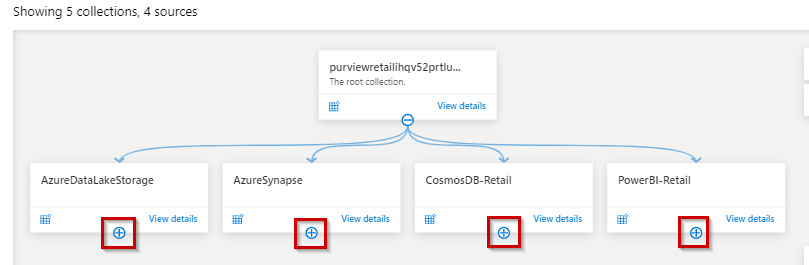 Showing 5 collections, 4 sources
purviewretailihqv52prtlu...
The root collection.
View details
AzureDataLakeStorage
AzureSynapse
CosmosDB-Retail
PowerBI-Retail
View details
View details
View details
View details